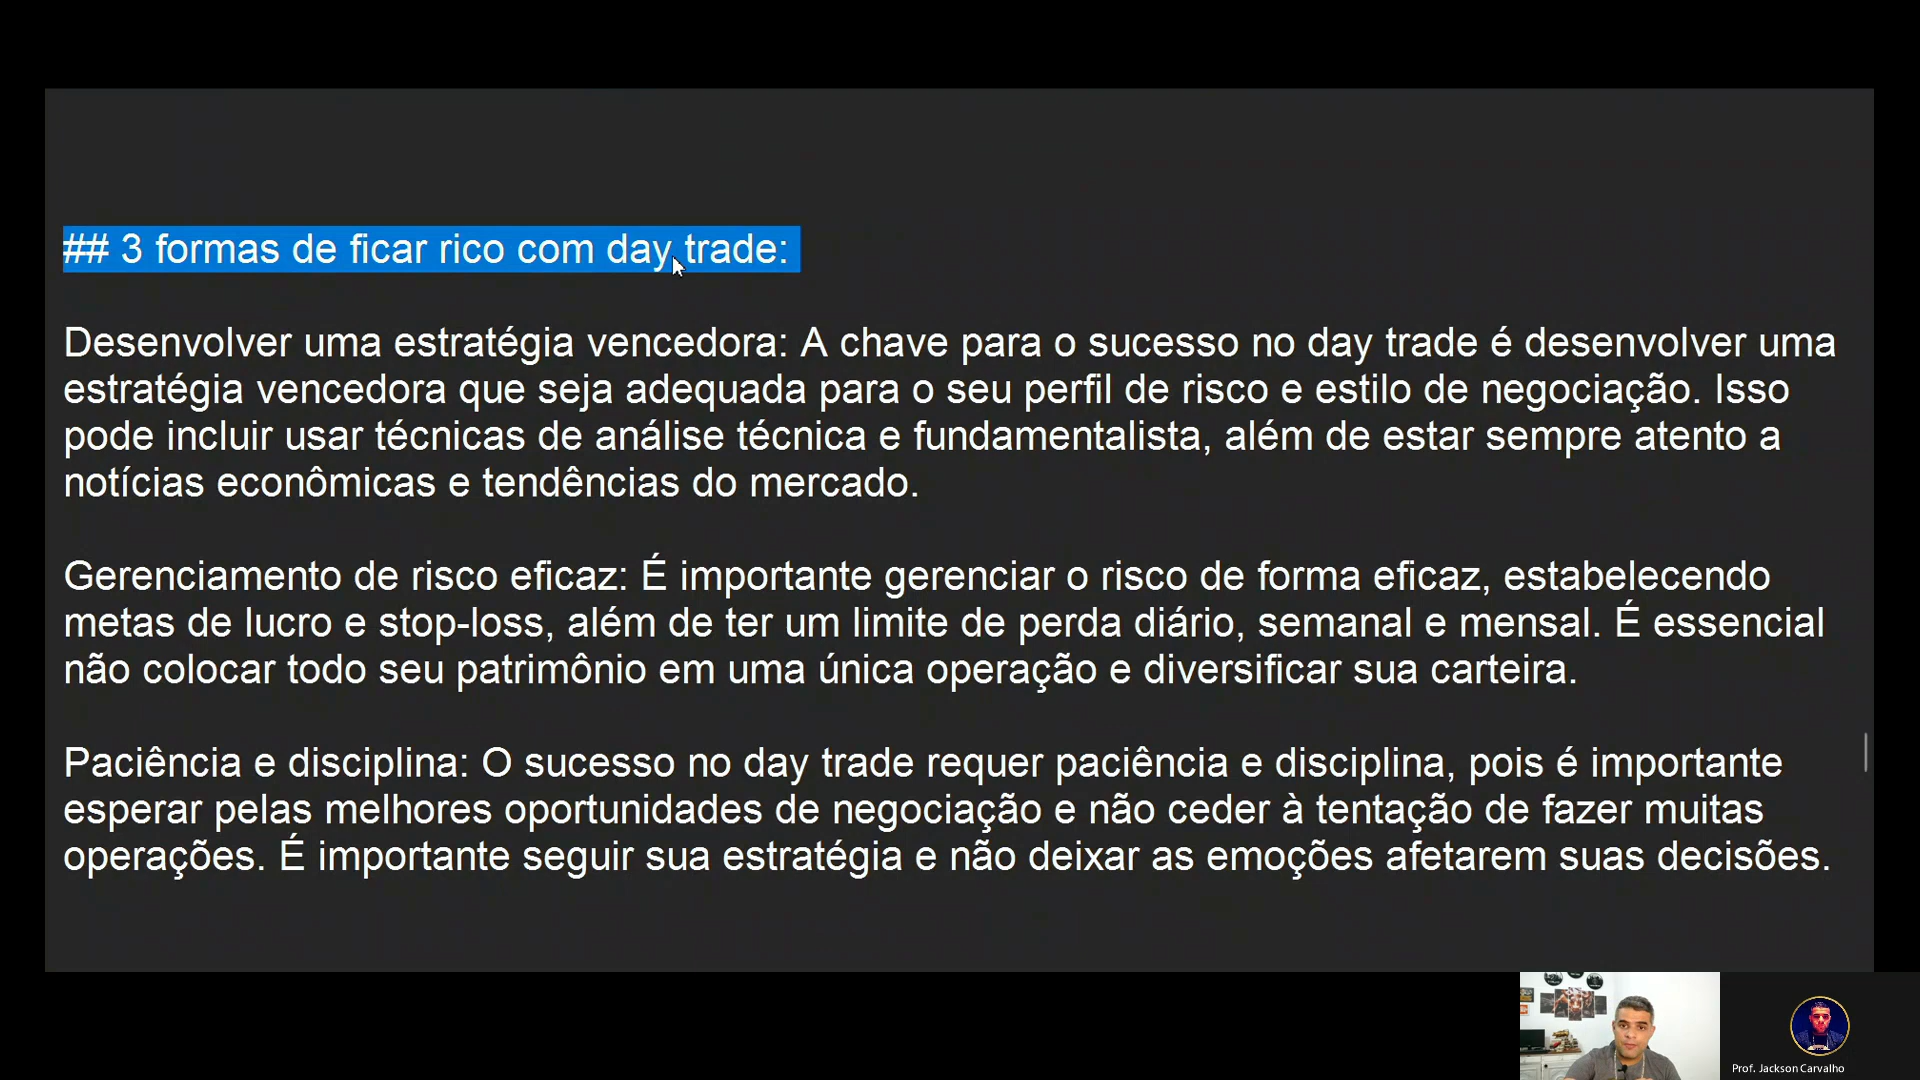 ## 3 formas de ficar rico com day trade:
Desenvolver uma estratégia vencedora: A chave para o sucesso no day trade é desenvolver uma
estratégia vencedora que seja adequada para o seu perfil de risco e estilo de negociação. Isso
pode incluir usar técnicas de análise técnica e fundamentalista, além de estar sempre atento a
notícias econômicas e tendências do mercado.
Gerenciamento de risco eficaz: É importante gerenciar o risco de forma eficaz, estabelecendo
metas de lucro e stop-loss, além de ter um limite de perda diário, semanal e mensal. É essencial
não colocar todo seu patrimônio em uma única operação e diversificar sua carteira.
Paciência e disciplina: O sucesso no day trade requer paciência e disciplina, pois é importante
esperar pelas melhores oportunidades de negociação e não ceder à tentação de fazer muitas
operações. É importante seguir sua estratégia e não deixar as emoções afetarem suas decisões.
Prof. Jackson Carvalho